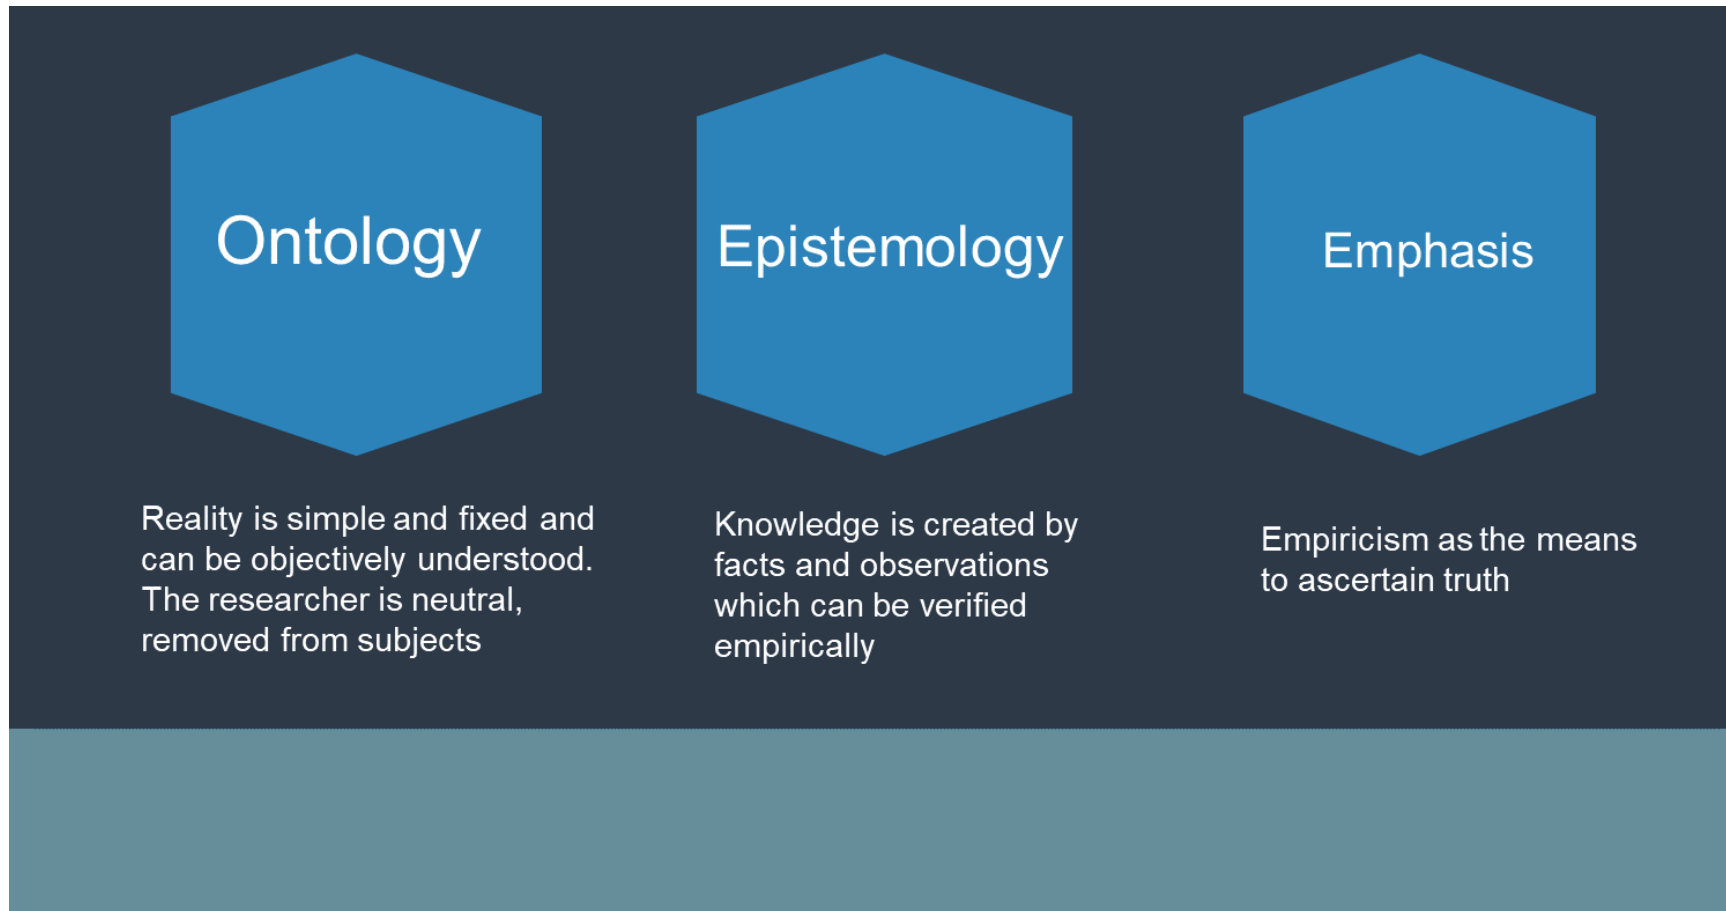 Ontology
Epistemology
Emphasis
Reality is simple and fixed and
can be objectively understood.
The researcher is neutral,
removed from subjects
Knowledge is created by
facts and observations
which can be verified
empirically
Empiricism as the means
to ascertain truth